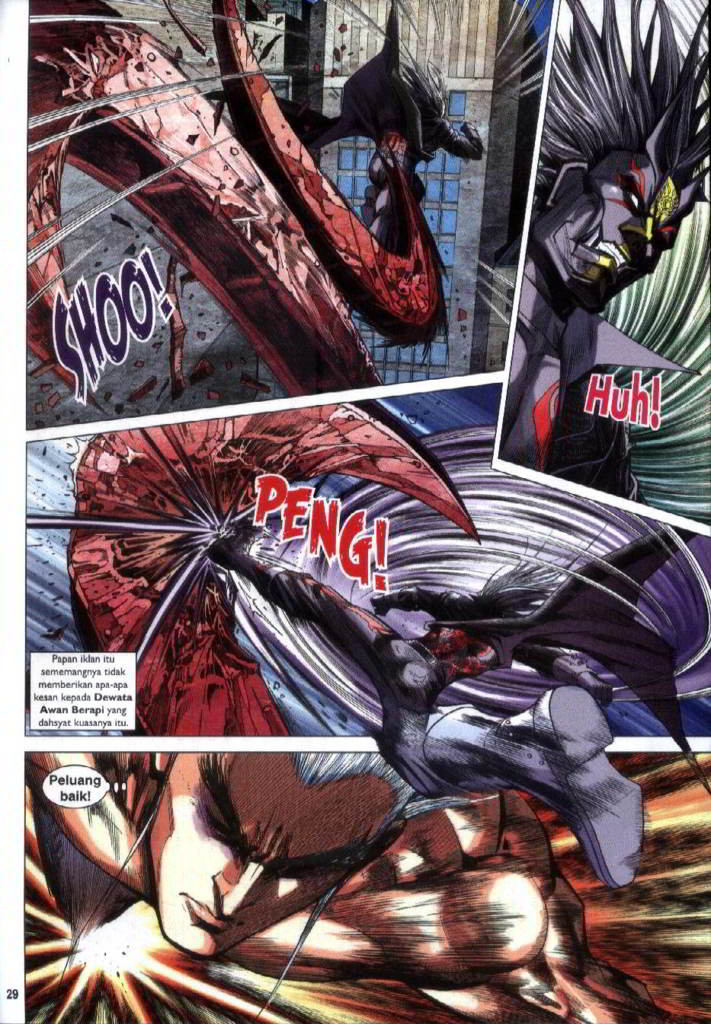 SHOO!
Huh!
PENG!
Papan iklan itu
sememangnya tidak
memberikan apa-apa
kesan kepada Dewata
Awan Berapi yang
dahsyat kuasanya itu.
Peluang
baik!
29